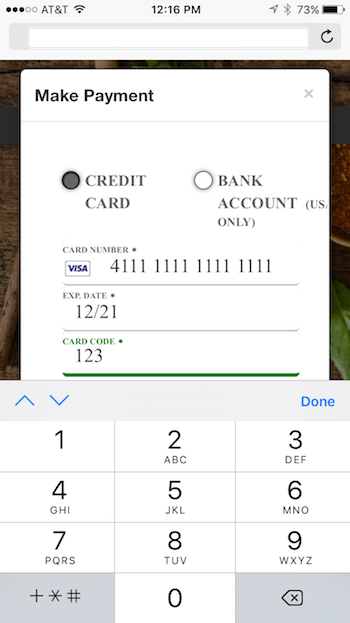 AT&T 12:16 PM 73%
Make Payment ×
CREDIT
CARD
BANK
ACCOUNT (US
ONLY)
CARD NUMBER *
VISA 4111 1111 1111 1111
EXP. DATE *
12/21
CARD CODE *
123
Done
1 2 3
ABC DEF
4 5 6
GHI JKL MNO
7 8 9
PQRS TUV WXYZ
+*# 0